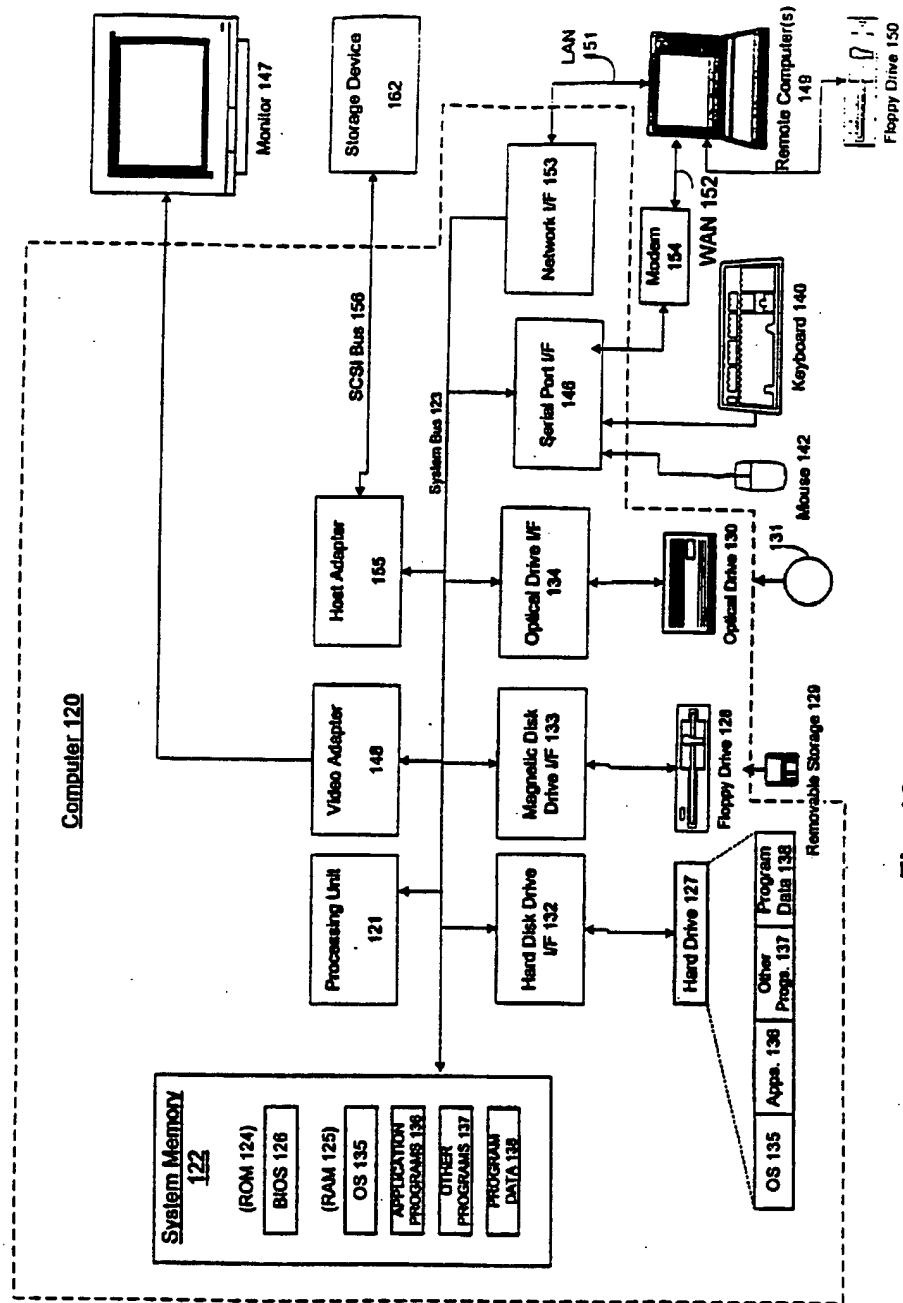 Computer 120
System Memory
122
(ROM 124)
BIOS 126
(RAM 125)
OS 135
APPLICATION
PROGRAMS 136
OTHER
PROGRAMS 137
PROGRAM
DATA 138
Processing Unit
121
Video Adapter
148
Host Adapter
155
Monitor 147
Storage Device
162
SCSI Bus 156
System Bus 123
Hard Disk Drive
I/F 132
Magnetic Disk
Drive I/F 133
Optical Drive I/F
134
Serial Port I/F
146
Network I/F 153
LAN
151
Modem
154
WAN 152
Remote Computer(s)
149
Floppy Drive 150
Hard Drive 127
Floppy Drive 128
Optical Drive 130
Mouse 142
Keyboard 140
131
Removable Storage 129
OS 135
Apps. 136
Other
Progs. 137
Program
Data 138